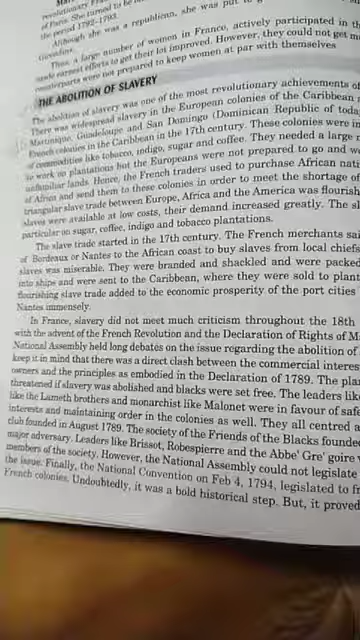 revolutionary
of Paris. She turned to be
the period 1792-1793.
Although she was a republican, she was put to
Girondins.
Thus, a large number of women in France, actively participated in th
made earnest efforts to get their lot improved. However, they could not get m
counterparts were not prepared to keep women at par with themselves
THE ABOLITION OF SLAVERY
The abolition of slavery was one of the most revolutionary achievements of
There was widespread slavery in the European colonies of the Caribbean
Martinique, Guadeloupe and San Domingo (Dominican Republic of toda
French colonies in the Caribbean in the 17th century. These colonies were im
of commodities like tobacco, indigo, sugar and coffee. They needed a large n
to work on plantations but the Europeans were not prepared to go and wo
unfamiliar lands. Hence, the French traders used to purchase African nati
of Africa and send them to these colonies in order to meet the shortage of
triangular slave trade between Europe, Africa and the America was flourish
slaves were available at low costs, their demand increased greatly. The sl
particular on sugar, coffee, indigo and tobacco plantations.
The slave trade started in the 17th century. The French merchants sai
of Bordeaux or Nantes to the African coast to buy slaves from local chiefs
slaves was miserable. They were branded and shackled and were packed
into ships and were sent to the Caribbean, where they were sold to plant
flourishing slave trade added to the economic prosperity of the port cities
Nantes immensely.
In France, slavery did not meet much criticism throughout the 18th
with the advent of the French Revolution and the Declaration of Rights of M
National Assembly held long debates on the issue regarding the abolition of
keep it in mind that there was a direct clash between the commercial interes
owners and the principles as embodied in the Declaration of 1789. The pla
threatened if slavery was abolished and blacks were set free. The leaders lik
like the Lameth brothers and monarchist like Malonet were in favour of safe
interests and maintaining order in the colonies as well. They all centred a
club founded in August 1789. The society of the Friends of the Blacks founde
major adversary. Leaders like Brissot, Robespierre and the Abbe' Gre' goire w
members of the society. However, the National Assembly could not legislate
the issue. Finally, the National Convention on Feb 4, 1794, legislated to fr
French colonies. Undoubtedly, it was a bold historical step. But, it proved